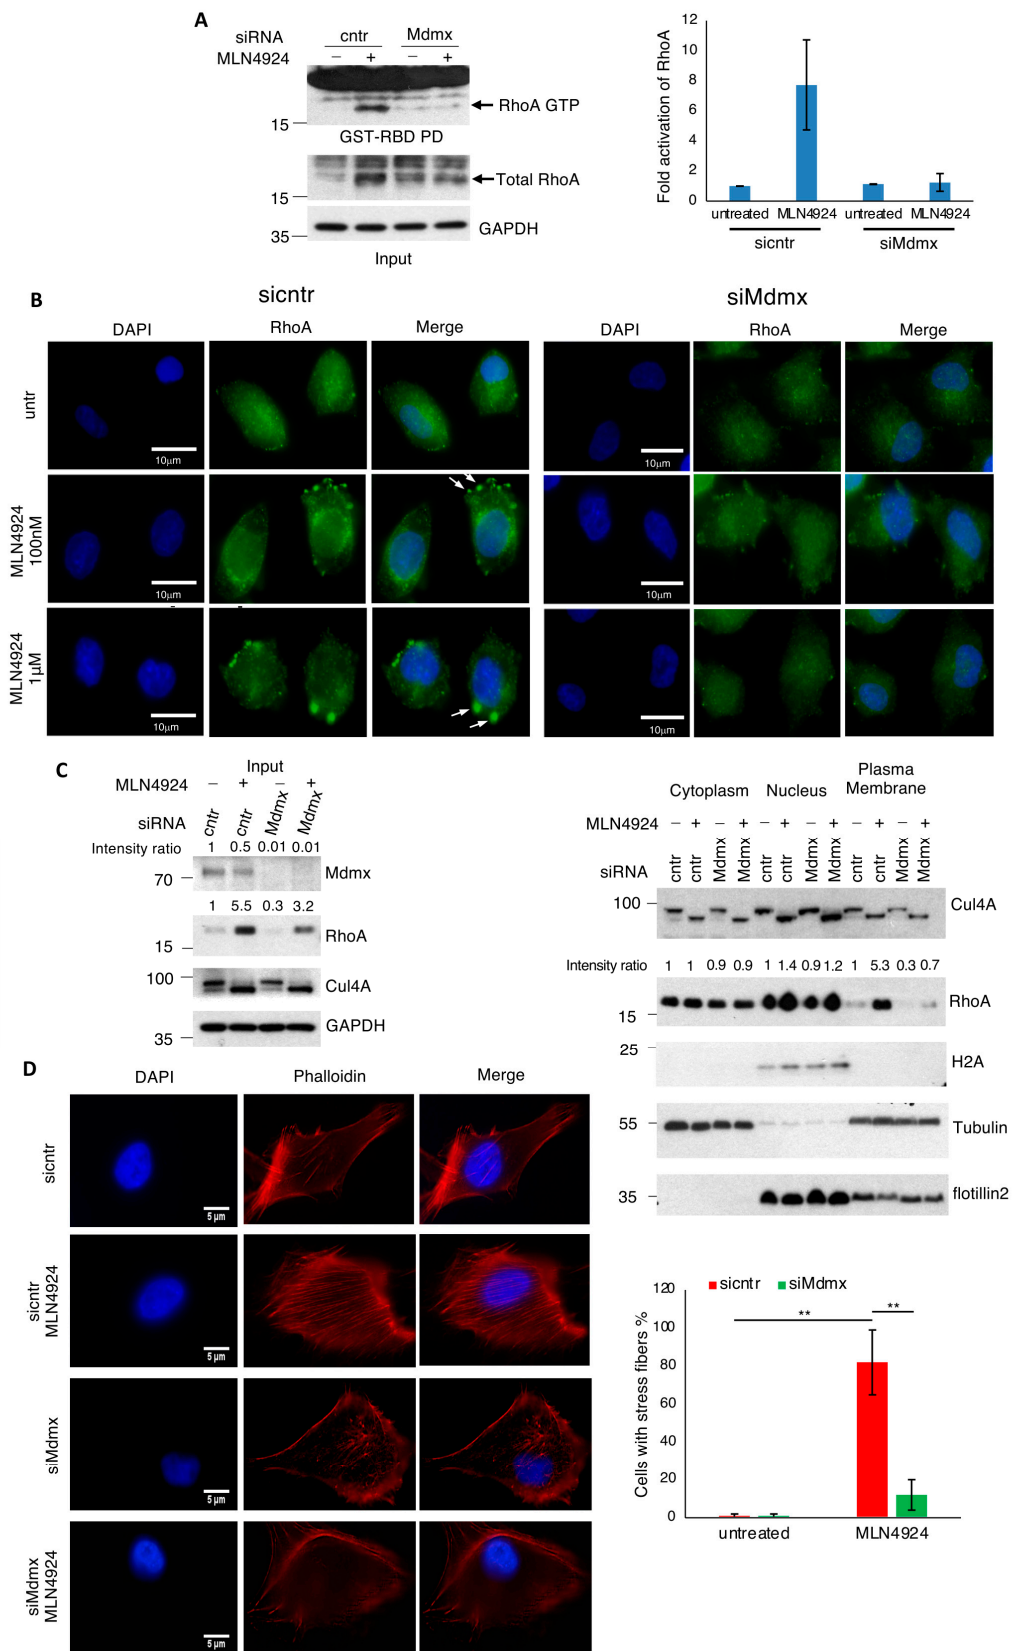 A
siRNA cntr Mdmx
MLN4924 – + – +
RhoA GTP
15
GST-RBD PD
Total RhoA
15
GAPDH
35
Input
Fold activation of RhoA
12
10
8
6
4
2
0
untreated MLN4924 untreated MLN4924
sicntr siMdmx
B
sicntr siMdmx
DAPI RhoA Merge DAPI RhoA Merge
untr
10µm 10µm
MLN4924
100nM
10µm 10µm
MLN4924
1µM
10µm 10µm
C
Input
MLN4924 – + – +
siRNA cntr cntr Mdmx Mdmx
Intensity ratio 1 0.5 0.01 0.01
70 Mdmx
1 5.5 0.3 3.2
RhoA
15
100
Cul4A
GAPDH
35
Cytoplasm Nucleus Plasma
Membrane
MLN4924 – + – + – + – + – + – +
siRNA cntr cntr Mdmx Mdmx cntr cntr Mdmx Mdmx cntr cntr Mdmx Mdmx
100 Cul4A
Intensity ratio 1 1 0.9 0.9 1 1.4 0.9 1.2 1 5.3 0.3 0.7
RhoA
15
25
H2A
55 Tubulin
35 flotillin2
D
DAPI Phalloidin Merge
sicntr
5 µm
sicntr
MLN4924
5 µm
siMdmx
5 µm
siMdmx
MLN4924
5 µm
sicntr siMdmx
Cells with stress fibers %
120
100
80
60
40
20
0
** **
untreated MLN4924